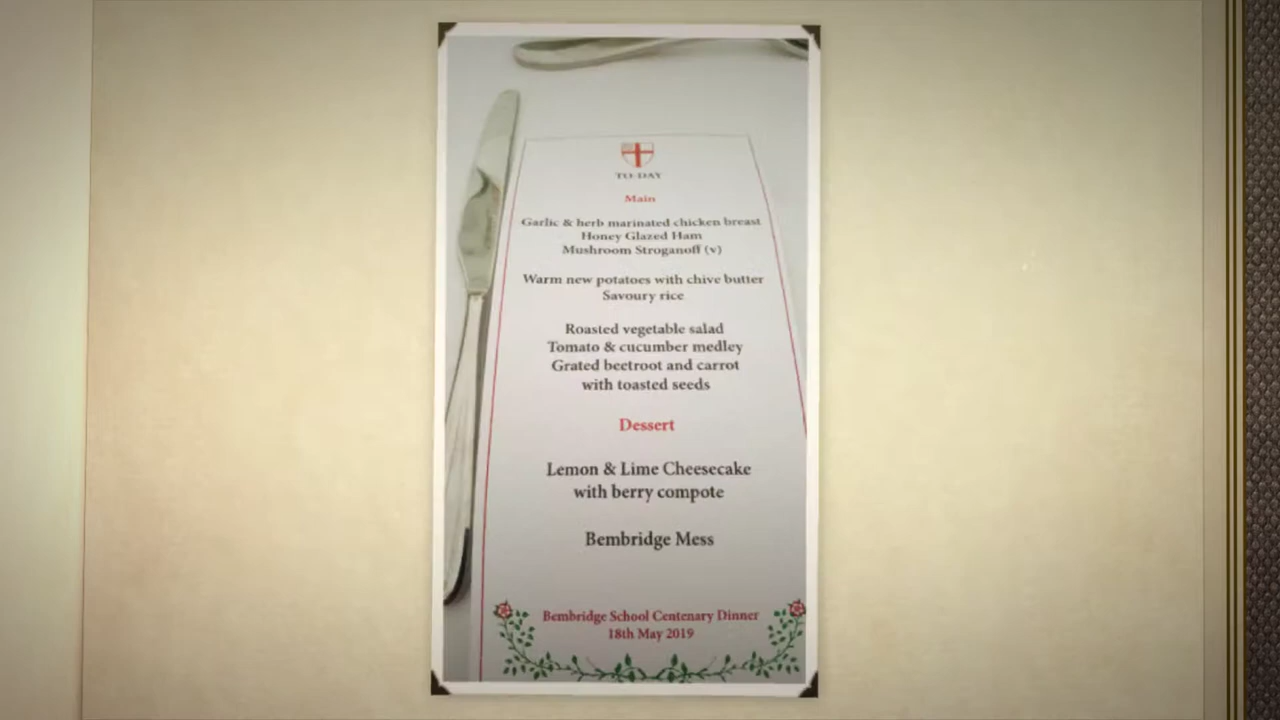 TO-DAY
Main
Garlic & herb marinated chicken breast
Honey Glazed Ham
Mushroom Stroganoff (v)
Warm new potatoes with chive butter
Savoury rice
Roasted vegetable salad
Tomato & cucumber medley
Grated beetroot and carrot
with toasted seeds
Dessert
Lemon & Lime Cheesecake
with berry compote
Bembridge Mess
Bembridge School Centenary Dinner
18th May 2019